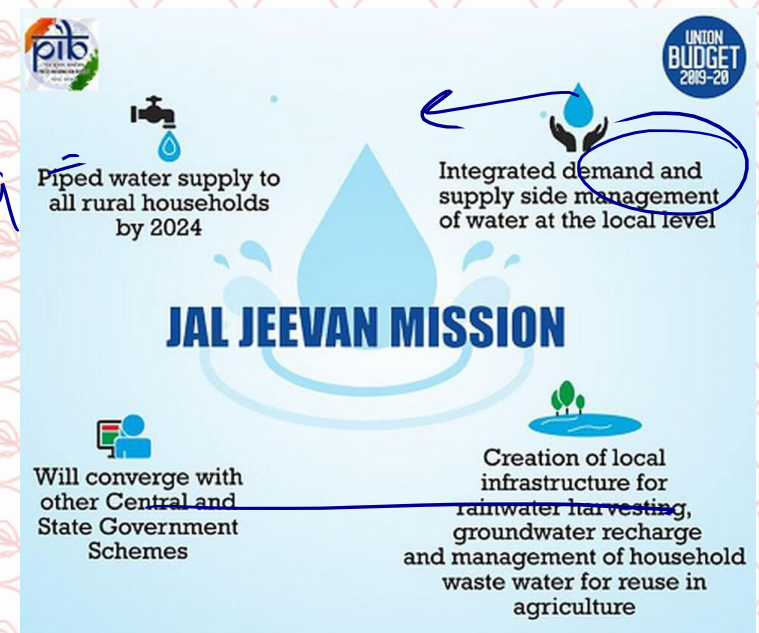 pib
UNION
BUDGET
2019-20
Piped water supply to
all rural households
by 2024
Integrated demand and
supply side management
of water at the local level
JAL JEEVAN MISSION
Will converge with
other Central and
State Government
Schemes
Creation of local
infrastructure for
rainwater harvesting,
groundwater recharge
and management of household
waste water for reuse in
agriculture